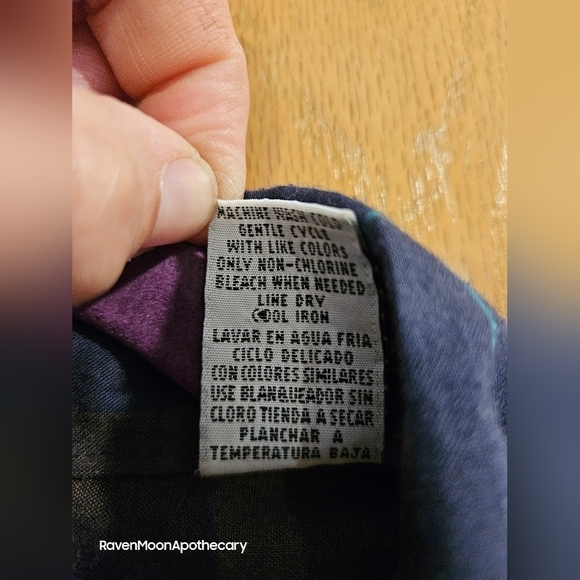 MACHINE WASH COLD
GENTLE CYCLE
WITH LIKE COLORS
ONLY NON-CHLORINE
BLEACH WHEN NEEDED
LINE DRY
COOL IRON
LAVAR EN AGUA FRIA
CICLO DELICADO
CON COLORES SIMILARES
USE BLANQUEADOR SIN
CLORO TIENDA A SECAR
PLANCHAR A
TEMPERATURA BAJA
RavenMoonApothecary